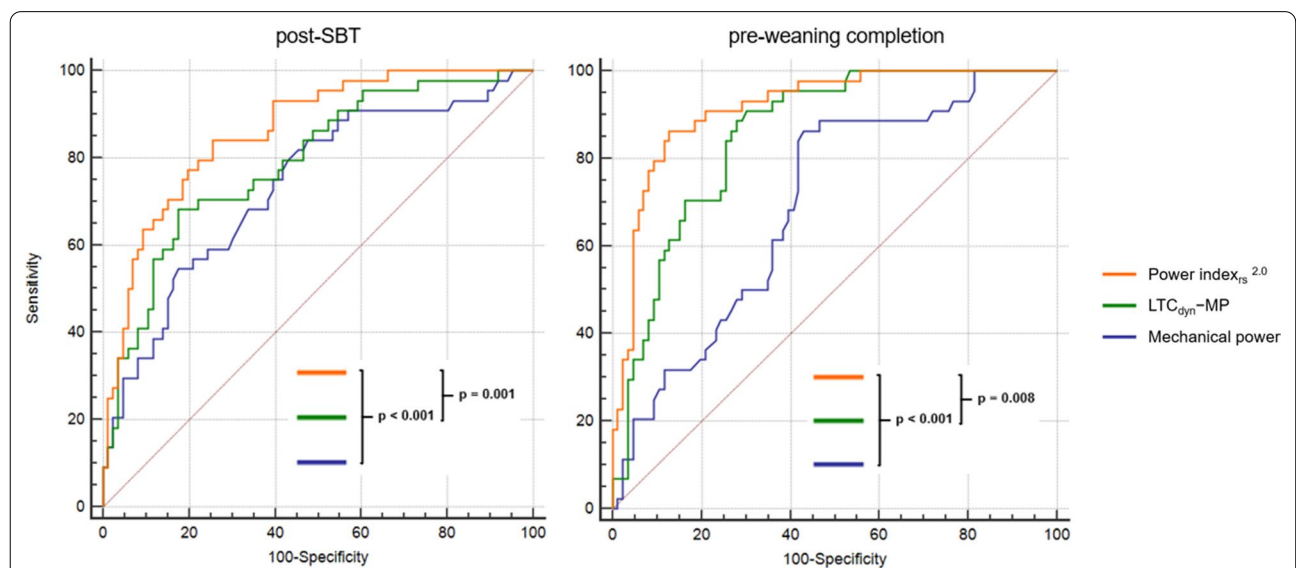 post-SBT
100
80
60
40
20
0
Sensitivity
0 20 40 60 80 100
100-Specificity
p < 0.001
p = 0.001
pre-weaning completion
100
80
60
40
20
0
0 20 40 60 80 100
100-Specificity
p < 0.001
p = 0.008
Power indexrs 2.0
LTCdyn-MP
Mechanical power